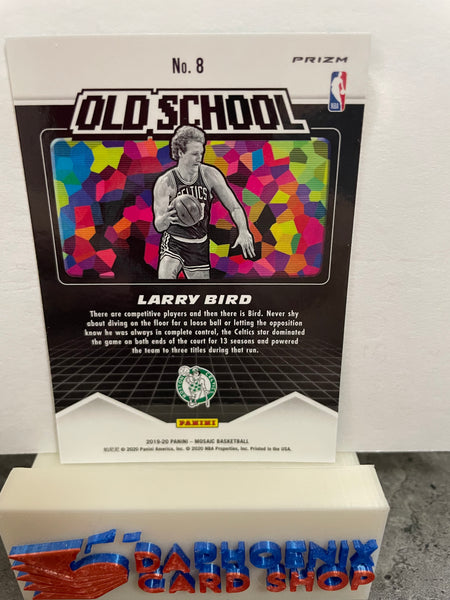 No. 8
PRIZM
NBA
OLD SCHOOL
CELTICS
LARRY BIRD
There are competitive players and then there is Bird. Never shy
about diving on the floor for a loose ball or letting the opposition
know he was always in complete control, the Celtics star dominated
the game on both ends of the court for 13 seasons and powered
the team to three titles during that run.
BOSTON CELTICS
PANINI
2019-20 PANINI - MOSAIC BASKETBALL
© 2020 Panini America, Inc. © 2020 NBA Properties, Inc. Printed in the USA.
DAPHOENIX
CARD SHOP